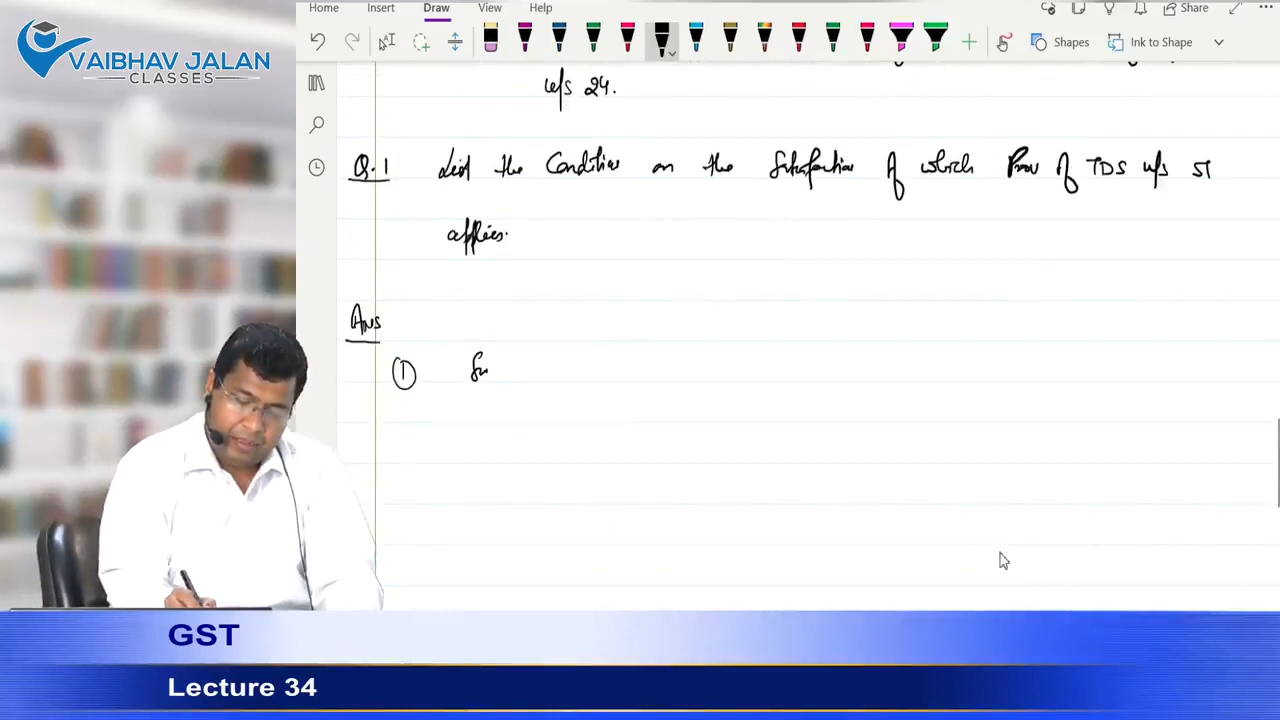 Home Insert Draw View Help Share
VAIBHAV JALAN
CLASSES
Shapes Ink to Shape
u/s 24.
Q.1 List the Condition on the Satisfaction of which Prov of TDS u/s 51
applies.
Ans
① Su
GST
Lecture 34